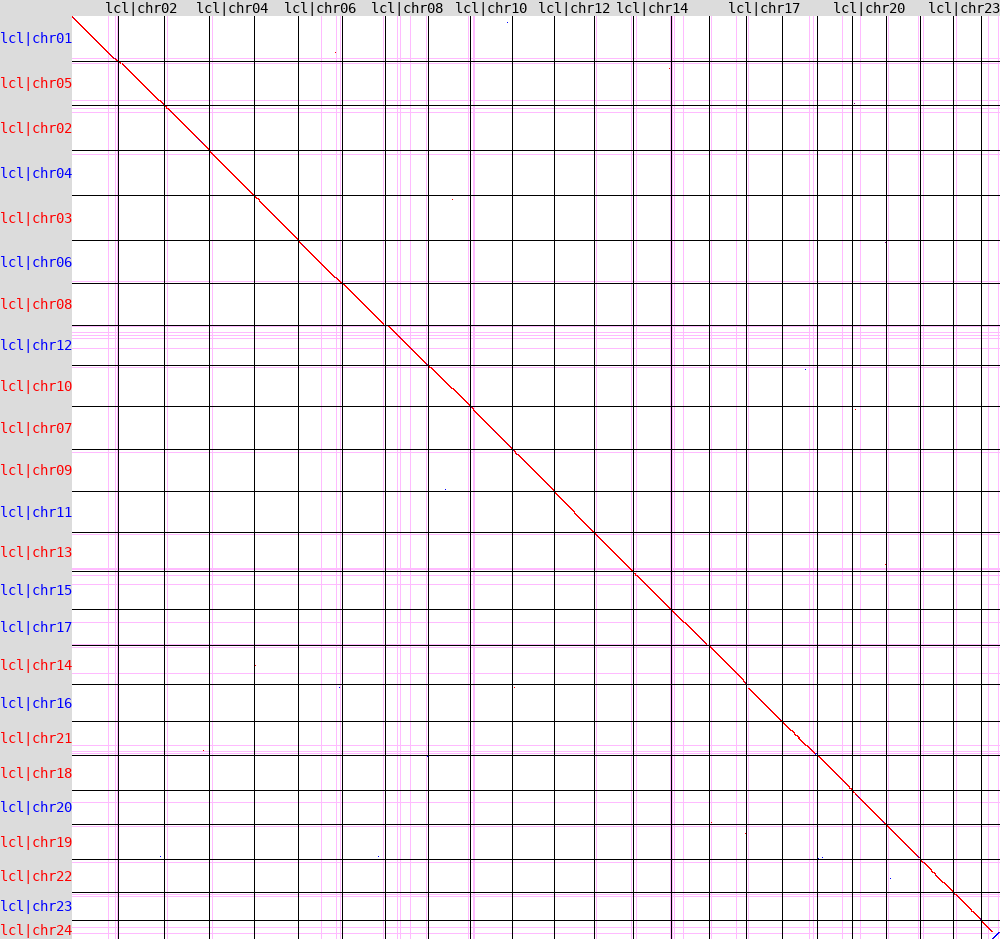 lcl|chr02 lcl|chr04 lcl|chr06 lcl|chr08 lcl|chr10 lcl|chr12 lcl|chr14 lcl|chr17 lcl|chr20 lcl|chr23
lcl|chr01
lcl|chr05
lcl|chr02
lcl|chr04
lcl|chr03
lcl|chr06
lcl|chr08
lcl|chr12
lcl|chr10
lcl|chr07
lcl|chr09
lcl|chr11
lcl|chr13
lcl|chr15
lcl|chr17
lcl|chr14
lcl|chr16
lcl|chr21
lcl|chr18
lcl|chr20
lcl|chr19
lcl|chr22
lcl|chr23
lcl|chr24